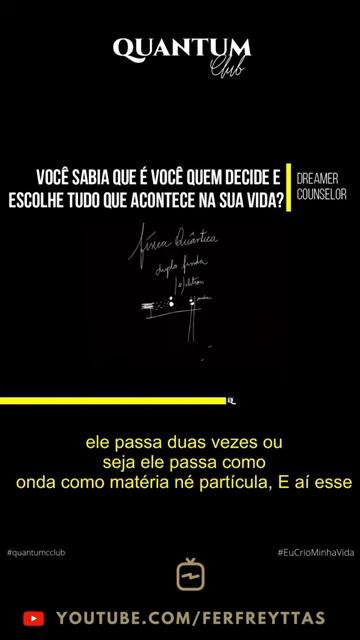 QUANTUM
Club
VOCÊ SABIA QUE É VOCÊ QUEM DECIDE E
ESCOLHE TUDO QUE ACONTECE NA SUA VIDA?
DREAMER
COUNSELOR
física Quântica
dupla fenda
ele passa duas vezes ou
seja ele passa como
onda como matéria né partícula, E aí esse
#quantumcclub
#EuCrioMinhaVida
YOUTUBE.COM/FERFREYTTAS